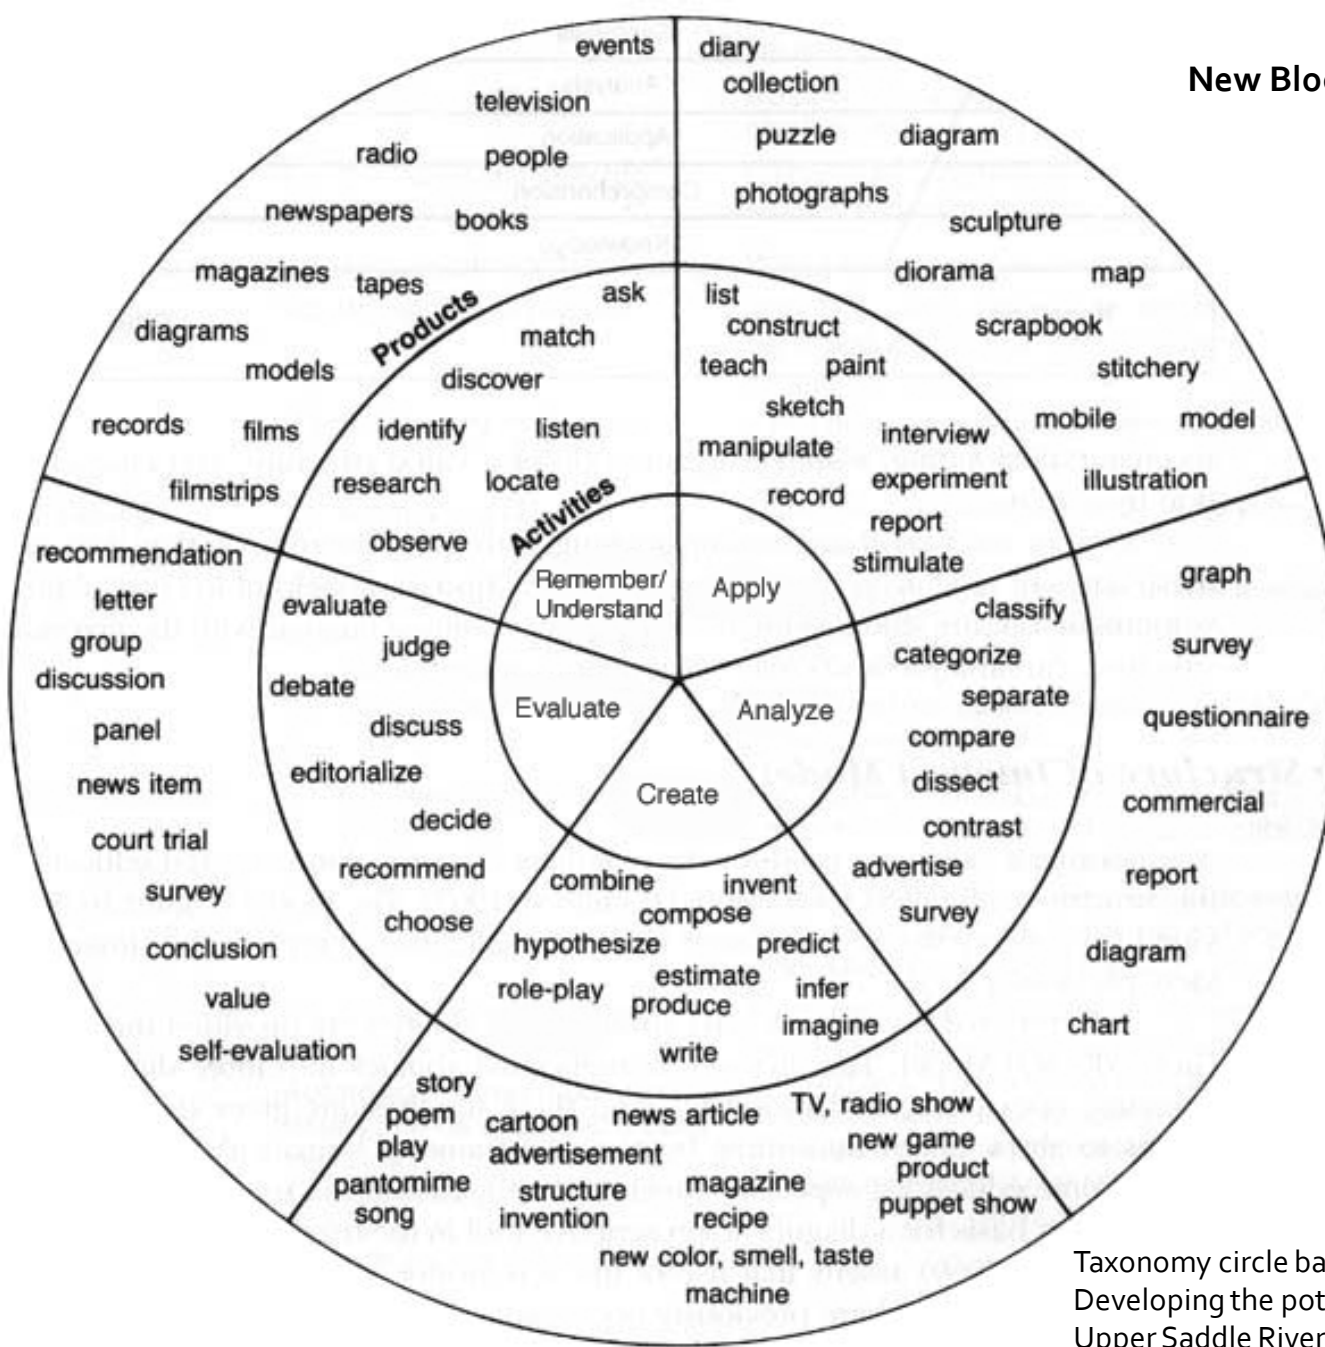 New Bloo
events
television
radio
people
newspapers
books
magazines
tapes
diagrams
models
records
films
filmstrips
Products
ask
match
discover
identify
listen
research
locate
observe
Activities
Remember/
Understand
diary
collection
puzzle
diagram
photographs
sculpture
diorama
map
scrapbook
stitchery
mobile
model
illustration
list
construct
teach
paint
sketch
manipulate
interview
record
experiment
report
stimulate
Apply
graph
survey
questionnaire
commercial
report
diagram
chart
classify
categorize
separate
compare
dissect
contrast
advertise
survey
Analyze
Create
combine
invent
compose
hypothesize
predict
estimate
role-play
produce
infer
imagine
write
story
poem
play
pantomime
song
cartoon
advertisement
structure
invention
news article
magazine
recipe
TV, radio show
new game
product
puppet show
new color, smell, taste
machine
Evaluate
evaluate
judge
debate
discuss
editorialize
decide
recommend
choose
recommendation
letter
group
discussion
panel
news item
court trial
survey
conclusion
value
self-evaluation
Taxonomy circle ba
Developing the pot
Upper Saddle River